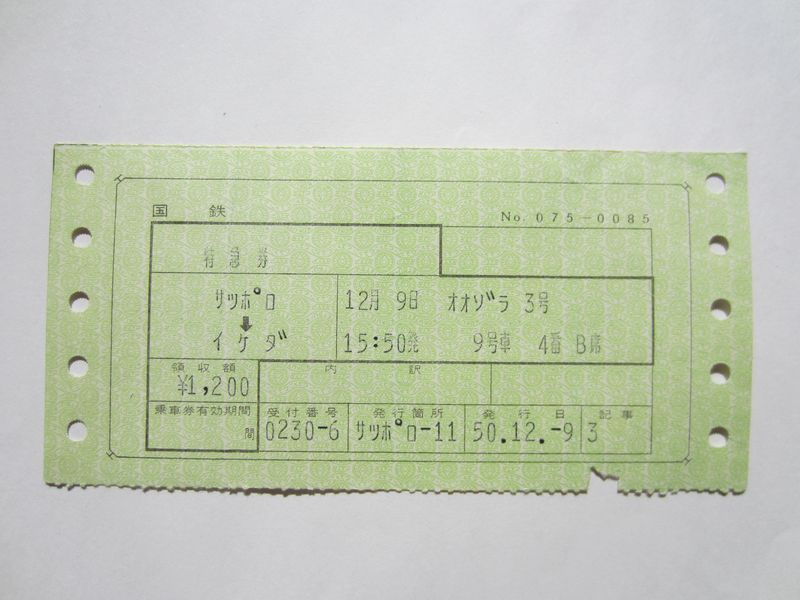 国鉄 No. 075-0085
特急券
サツポロ 12月 9日 オオゾラ 3号
⬇
イケダ 15:50発 9号車 4番 B席
領収額 内訳
¥1,200
乗車券有効期間 受付番号 発行箇所 発行日 記事
間 0230-6 サツポロ-11 50.12.-9 3